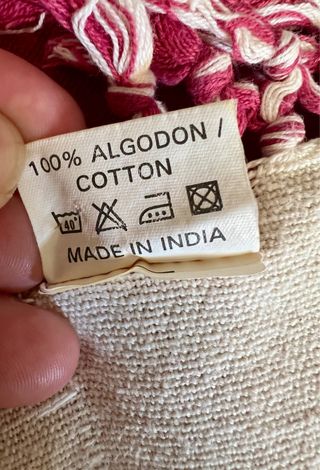 100% ALGODON /
COTTON
40°
MADE IN INDIA